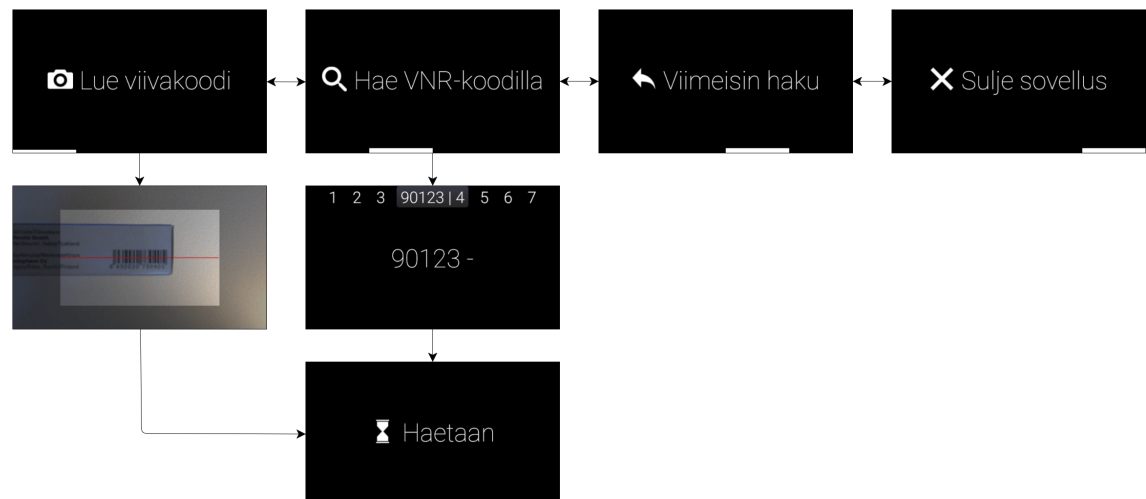 Lue viivakoodi
Hae VNR-koodilla
Viimeisin haku
Sulje sovellus
1 2 3 90123 | 4 5 6 7
90123 -
Haetaan